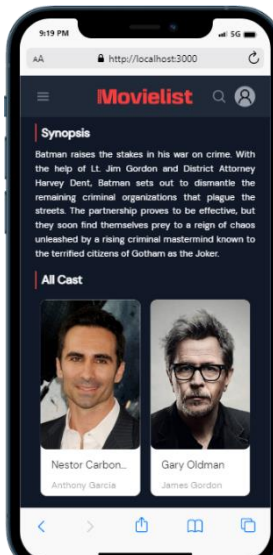 9:19 PM
5G
AA
http://localhost:3000
Movielist
Synopsis
Batman raises the stakes in his war on crime. With
the help of Lt. Jim Gordon and District Attorney
Harvey Dent, Batman sets out to dismantle the
remaining criminal organizations that plague the
streets. The partnership proves to be effective, but
they soon find themselves prey to a reign of chaos
unleashed by a rising criminal mastermind known to
the terrified citizens of Gotham as the Joker.
All Cast
Nestor Carbon...
Gary Oldman
Anthony Garcia
James Gordon